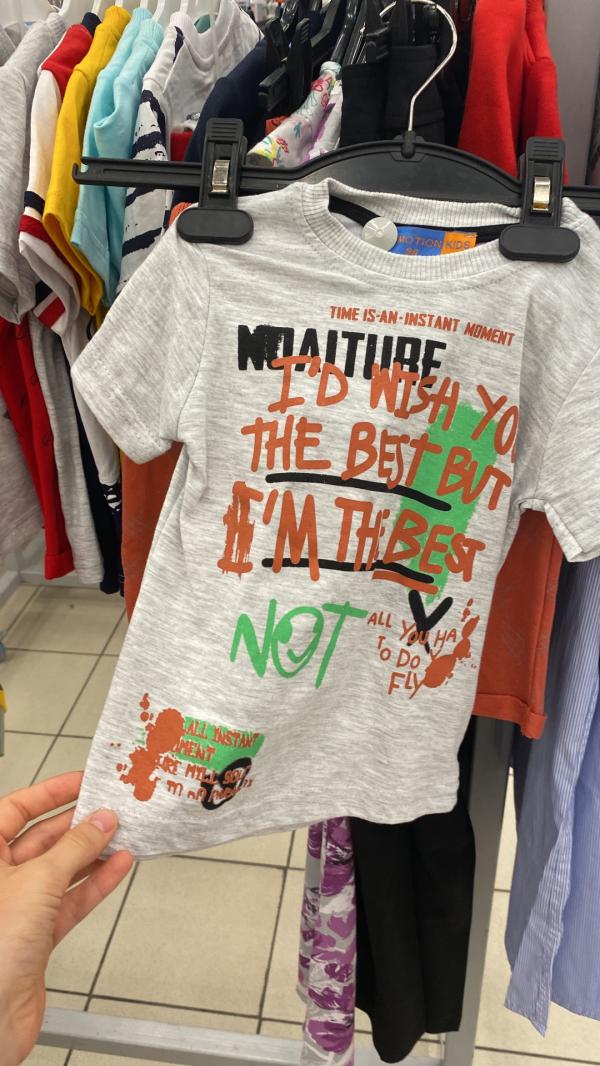 MOTION KIDS
TIME IS-AN-INSTANT MOMENT
NOAITURE
I'D WISH YO
THE BEST BUT
I'M THE BEST
NOT
ALL YOU HA
TO DO
FLY
ALL INSTANT
MENT